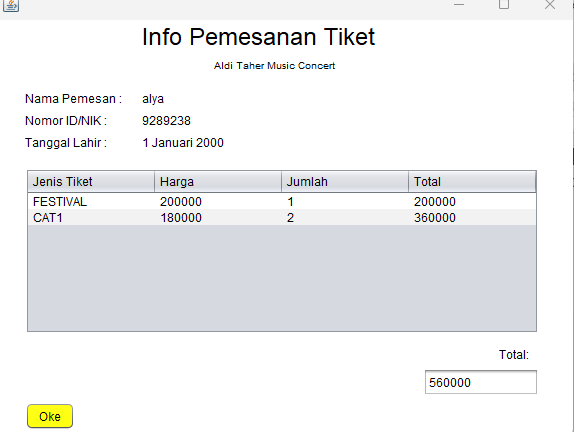 Info Pemesanan Tiket
Aldi Taher Music Concert
Nama Pemesan : alya
Nomor ID/NIK : 9289238
Tanggal Lahir : 1 Januari 2000
Jenis Tiket Harga Jumlah Total
FESTIVAL 200000 1 200000
CAT1 180000 2 360000
Total:
560000
Oke